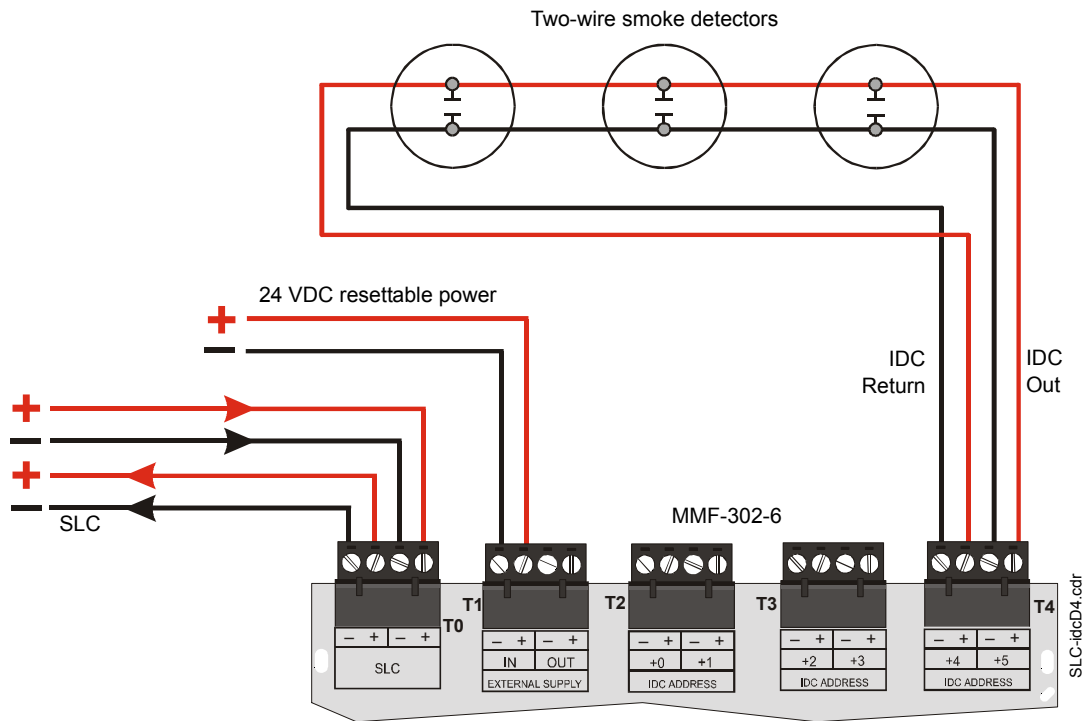 Two-wire smoke detectors
24 VDC resettable power
+
−
IDC
Return
IDC
Out
+
−
+
−
SLC
MMF-302-6
T0
T1
T2
T3
T4
− + − +
SLC
− + − +
IN OUT
EXTERNAL SUPPLY
− + − +
+0 +1
IDC ADDRESS
− + − +
+2 +3
IDC ADDRESS
− + − +
+4 +5
IDC ADDRESS
SLC-idcD4.cdr